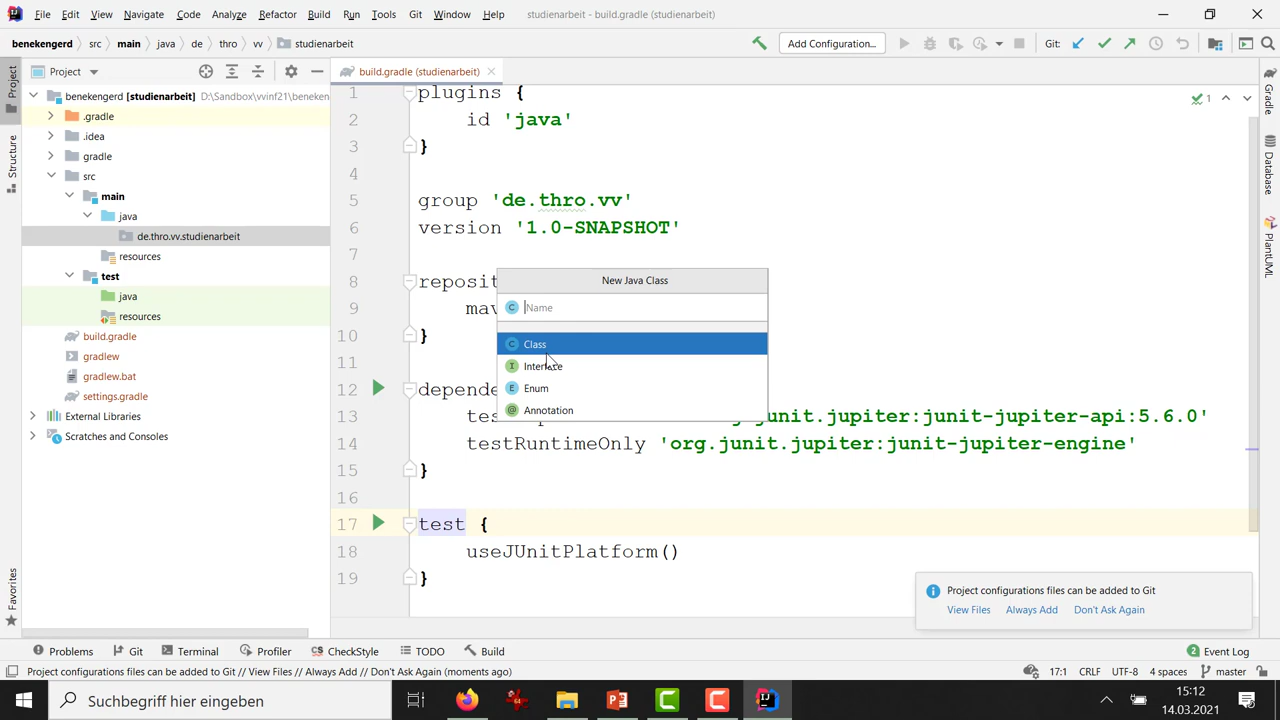 File Edit View Navigate Code Analyze Refactor Build Run Tools Git Window Help studienarbeit - build.gradle (studienarbeit)
benekengerd src main java de thro vv studienarbeit Add Configuration... Git:
Project build.gradle (studienarbeit)
benekengerd [studienarbeit] D:\Sandbox\vvinf21\beneken
.gradle
.idea
gradle
src
main
java
de.thro.vv.studienarbeit
resources
test
java
resources
build.gradle
gradlew
gradlew.bat
settings.gradle
External Libraries
Scratches and Consoles
Project
Structure
Favorites
1 plugins {
2 id 'java'
3 }
4
5 group 'de.thro.vv'
6 version '1.0-SNAPSHOT'
7
8 reposit
9 mav
10 }
11
12 depende
13 tes g.junit.jupiter:junit-jupiter-api:5.6.0'
14 testRuntimeOnly 'org.junit.jupiter:junit-jupiter-engine'
15 }
16
17 test {
18 useJUnitPlatform()
19 }
1
New Java Class
C Name
C Class
I Interface
E Enum
@ Annotation
Gradle
Database
PlantUML
Project configurations files can be added to Git
View Files Always Add Don't Ask Again
Problems Git Terminal Profiler CheckStyle TODO Build 2 Event Log
Project configurations files can be added to Git // View Files // Always Add // Don't Ask Again (moments ago) 17:1 CRLF UTF-8 4 spaces master
Suchbegriff hier eingeben 15:12
14.03.2021